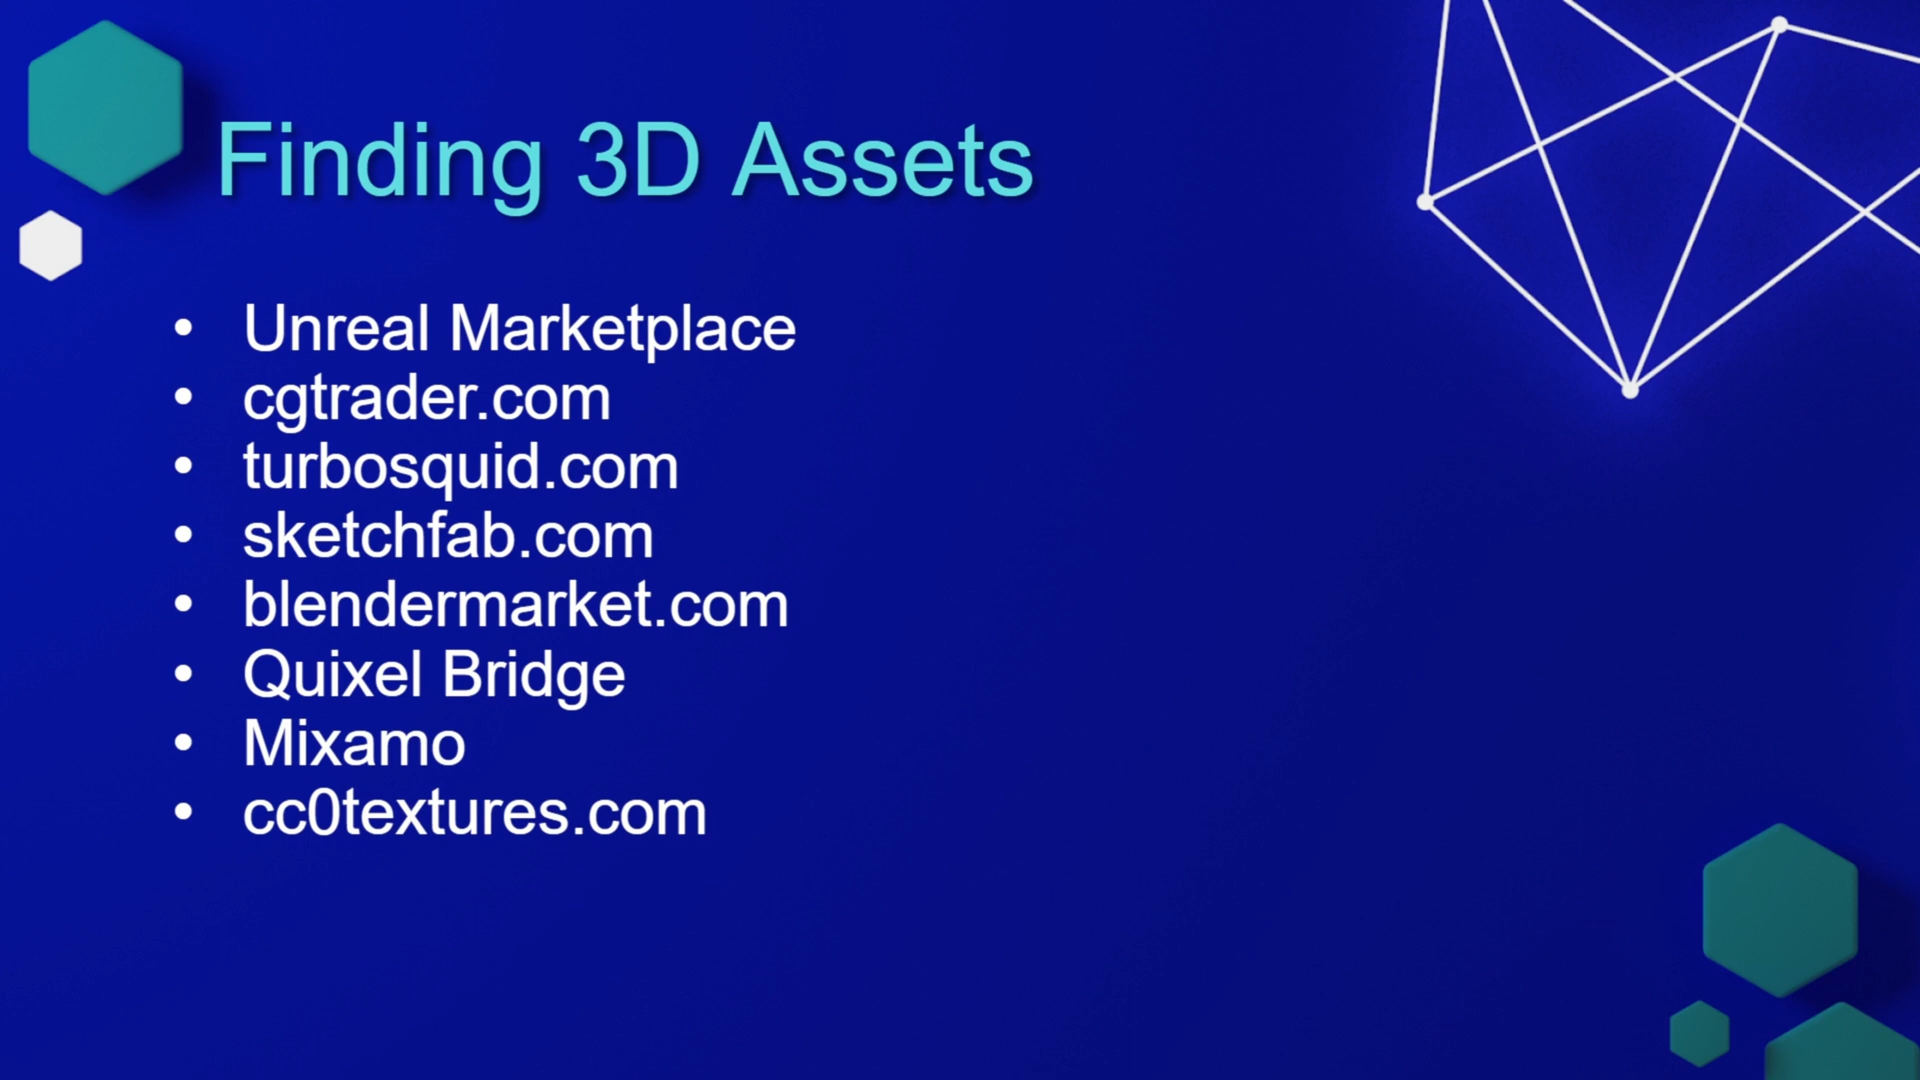 Finding 3D Assets
• Unreal Marketplace
• cgtrader.com
• turbosquid.com
• sketchfab.com
• blendermarket.com
• Quixel Bridge
• Mixamo
• cc0textures.com